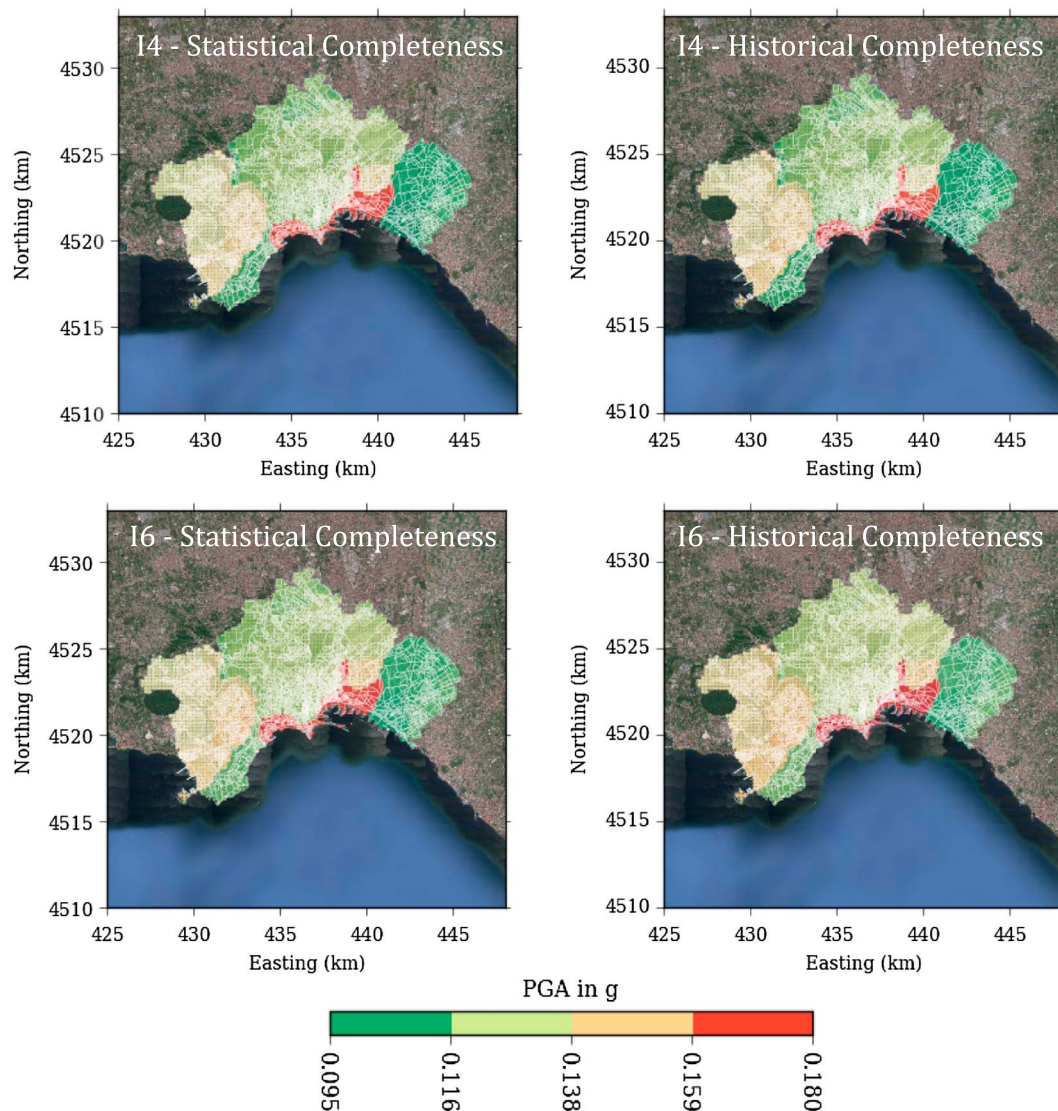 I4 - Statistical Completeness
I4 - Historical Completeness
Northing (km)
4530
4525
4520
4515
4510
425 430 435 440 445
Easting (km)
Northing (km)
4530
4525
4520
4515
4510
425 430 435 440 445
Easting (km)
I6 - Statistical Completeness
I6 - Historical Completeness
Northing (km)
4530
4525
4520
4515
4510
425 430 435 440 445
Easting (km)
Northing (km)
4530
4525
4520
4515
4510
425 430 435 440 445
Easting (km)
PGA in g
0.095 0.116 0.138 0.159 0.180